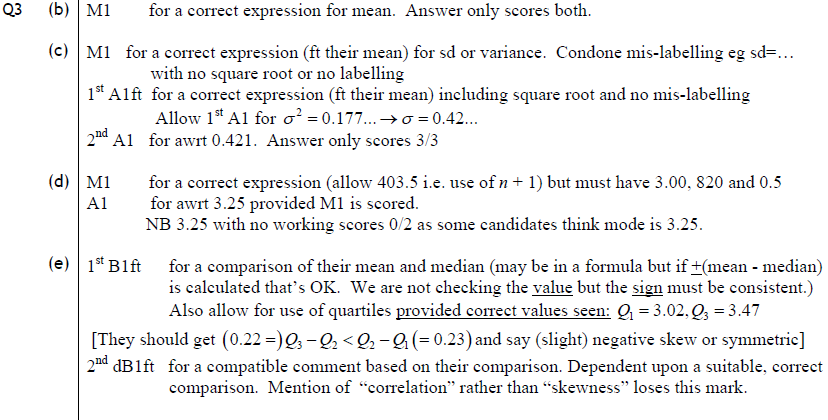 Q3 (b) M1 for a correct expression for mean. Answer only scores both.
(c) M1 for a correct expression (ft their mean) for sd or variance. Condone mis-labelling eg sd=…
with no square root or no labelling
1st A1ft for a correct expression (ft their mean) including square root and no mis-labelling
Allow 1st A1 for σ² = 0.177... → σ = 0.42...
2nd A1 for awrt 0.421. Answer only scores 3/3
(d) M1 for a correct expression (allow 403.5 i.e. use of n + 1) but must have 3.00, 820 and 0.5
A1 for awrt 3.25 provided M1 is scored.
NB 3.25 with no working scores 0/2 as some candidates think mode is 3.25.
(e) 1st B1ft for a comparison of their mean and median (may be in a formula but if ±(mean - median)
is calculated that’s OK. We are not checking the value but the sign must be consistent.)
Also allow for use of quartiles provided correct values seen: Q₁ = 3.02, Q₃ = 3.47
[They should get (0.22 =) Q₃ − Q₂ < Q₂ − Q₁ (= 0.23) and say (slight) negative skew or symmetric]
2nd dB1ft for a compatible comment based on their comparison. Dependent upon a suitable, correct
comparison. Mention of “correlation” rather than “skewness” loses this mark.